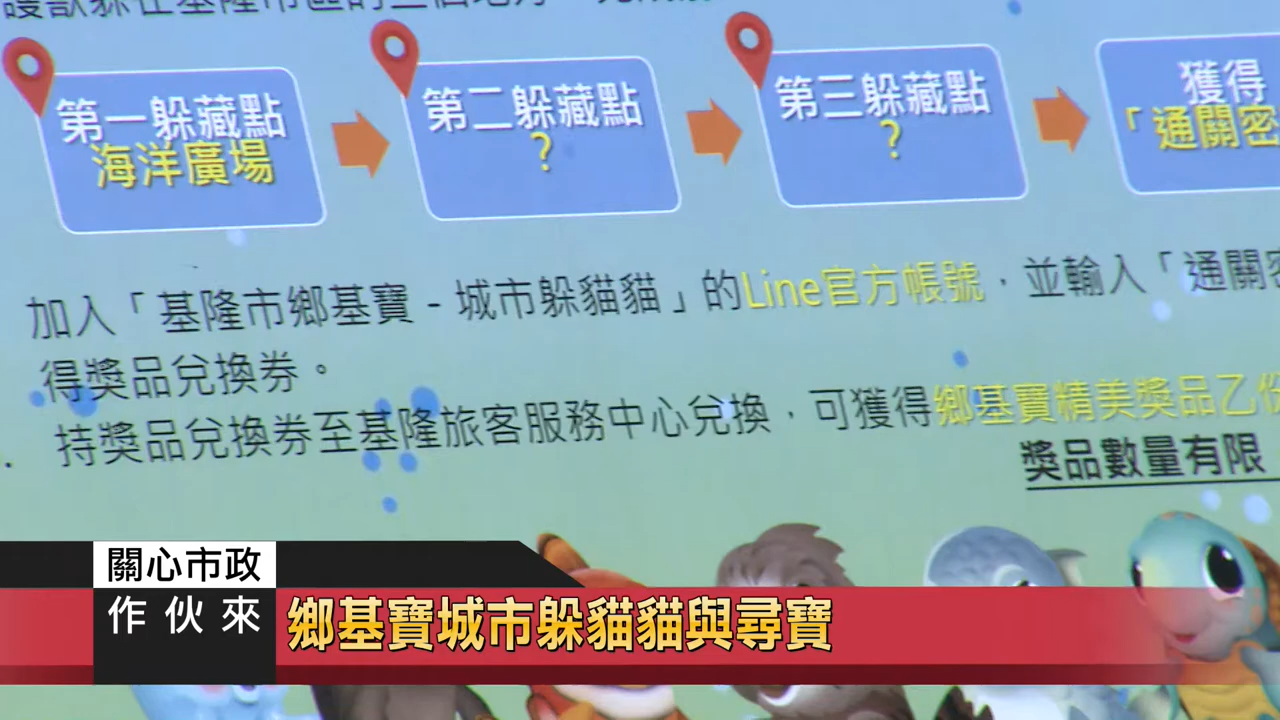 第一躲藏點
海洋廣場
第二躲藏點
?
第三躲藏點
?
獲得
「通關密
加入「基隆市鄉基寶-城市躲貓貓」的Line官方帳號,並輸入「通關密
得獎品兌換券。
持獎品兌換券至基隆旅客服務中心兌換,可獲得鄉基寶精美獎品乙份
獎品數量有限
關心市政
作伙來
鄉基寶城市躲貓貓與尋寶